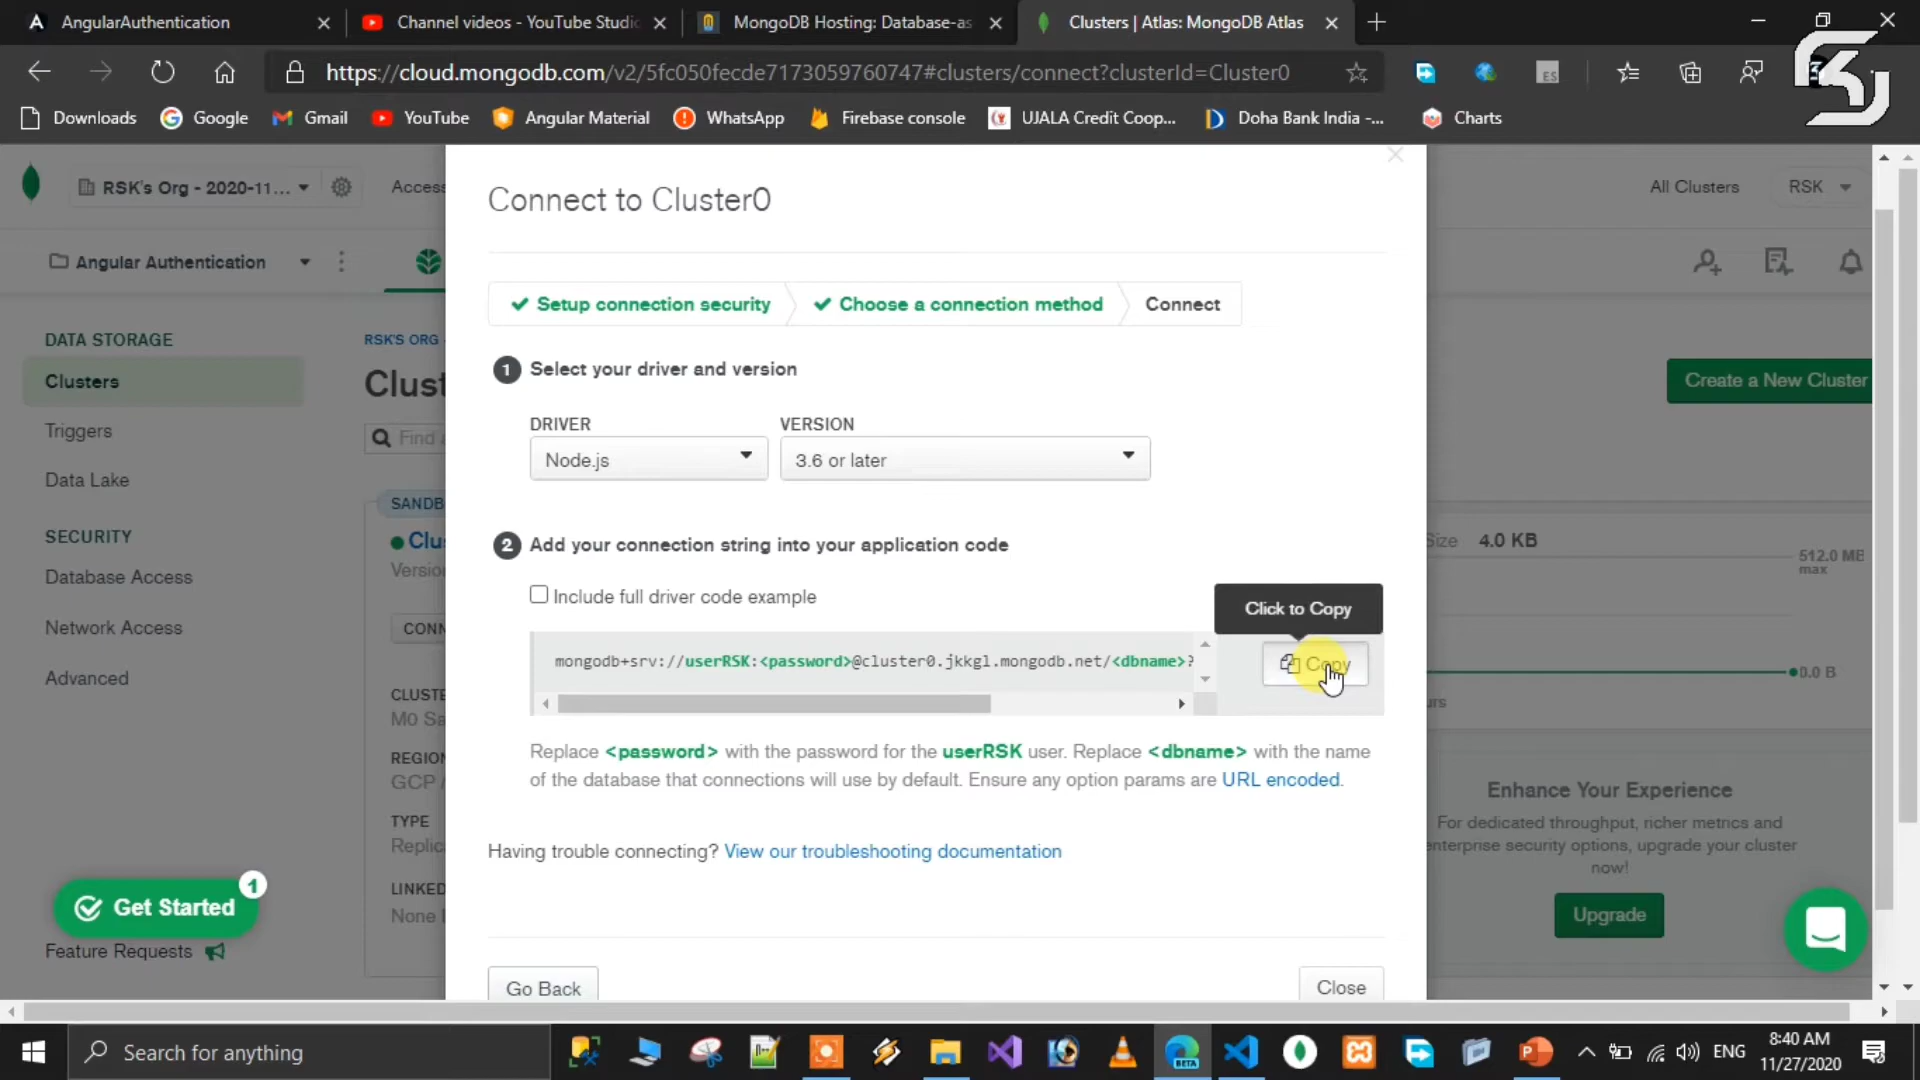 AngularAuthentication
Channel videos - YouTube Studio
MongoDB Hosting: Database-as
Clusters | Atlas: MongoDB Atlas
https://cloud.mongodb.com/v2/5fc050fecde7173059760747#clusters/connect?clusterId=Cluster0
ES
Downloads
Google
Gmail
YouTube
Angular Material
WhatsApp
Firebase console
UJALA Credit Coop...
Doha Bank India -...
Charts
RSK's Org - 2020-11...
Access
All Clusters
RSK
Angular Authentication
Connect to Cluster0
Setup connection security
Choose a connection method
Connect
DATA STORAGE
Clusters
Triggers
Data Lake
SECURITY
Database Access
Network Access
Advanced
Get Started
1
Feature Requests
RSK'S ORG
Clust
Find
SANDB
Clu
Version
CONN
CLUSTE
M0 Sa
REGION
GCP /
TYPE
Replic
LINKED
None
1 Select your driver and version
DRIVER
VERSION
Node.js
3.6 or later
2 Add your connection string into your application code
Include full driver code example
Click to Copy
mongodb+srv://userRSK:<password>@cluster0.jkkgl.mongodb.net/<dbname>?
Copy
Replace <password> with the password for the userRSK user. Replace <dbname> with the name
of the database that connections will use by default. Ensure any option params are URL encoded.
Having trouble connecting? View our troubleshooting documentation
Go Back
Close
Create a New Cluster
Size 4.0 KB
512.0 MB
max
0.0 B
urs
Enhance Your Experience
For dedicated throughput, richer metrics and
enterprise security options, upgrade your cluster
now!
Upgrade
Search for anything
BETA
ENG
8:40 AM
11/27/2020